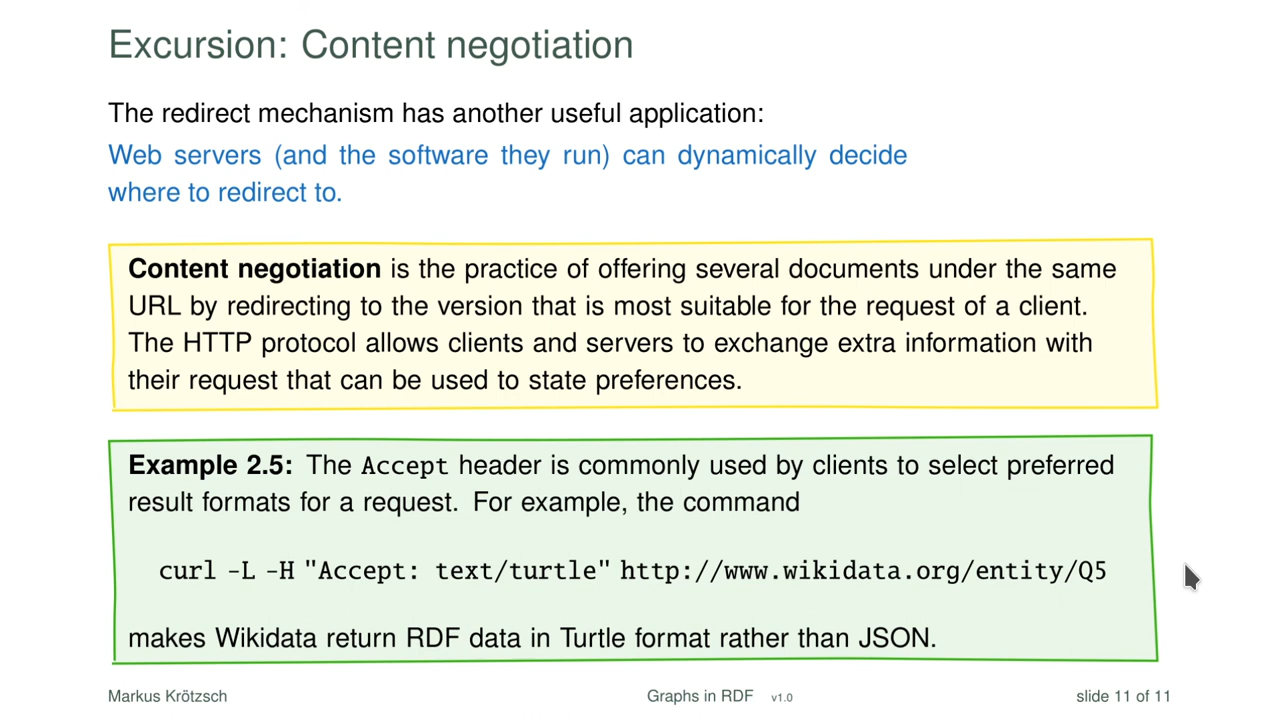 Excursion: Content negotiation
The redirect mechanism has another useful application:
Web servers (and the software they run) can dynamically decide
where to redirect to.
Content negotiation is the practice of offering several documents under the same
URL by redirecting to the version that is most suitable for the request of a client.
The HTTP protocol allows clients and servers to exchange extra information with
their request that can be used to state preferences.
Example 2.5: The Accept header is commonly used by clients to select preferred
result formats for a request. For example, the command
curl -L -H "Accept: text/turtle" http://www.wikidata.org/entity/Q5
makes Wikidata return RDF data in Turtle format rather than JSON.
Markus Krötzsch Graphs in RDF v1.0 slide 11 of 11